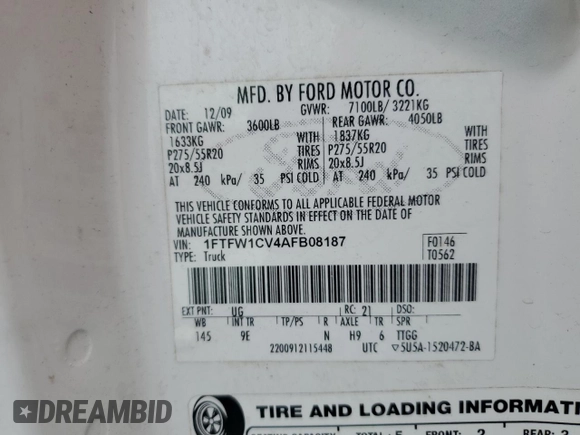 MFD. BY FORD MOTOR CO.
DATE: 12/09 GVWR: 7100LB/ 3221KG
FRONT GAWR: 3600LB REAR GAWR: 4050LB
1633KG WITH 1837KG WITH
P275/55R20 TIRES P275/55R20 TIRES
20x8.5J RIMS 20x8.5J RIMS
AT 240 kPa/ 35 PSI COLD AT 240 kPa/ 35 PSI COLD
THIS VEHICLE CONFORMS TO ALL APPLICABLE FEDERAL MOTOR
VEHICLE SAFETY STANDARDS IN EFFECT ON THE DATE OF
MANUFACTURE SHOWN ABOVE.
VIN: 1FTFW1CV4AFB08187 F0146
TYPE: Truck T0562
EXT PNT: UG RC: 21 DSO:
WB INT TR TP/PS R AXLE TR SPR
145 9E N H9 6 TTGG
2200912115448 UTC ▽5U5A-1520472-BA
TIRE AND LOADING INFORMATI
DREAMBID